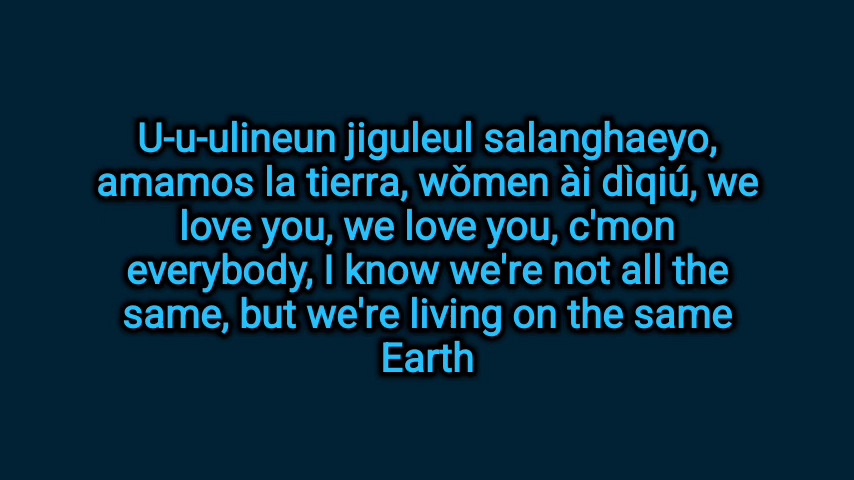 U-u-ulineun jiguleul salanghaeyo,
amamos la tierra, wǒmen ài dìqiú, we
love you, we love you, c'mon
everybody, I know we're not all the
same, but we're living on the same
Earth